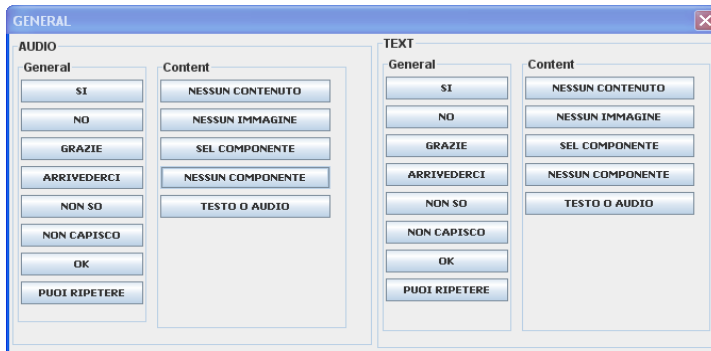 GENERAL
AUDIO
General
SI
NO
GRAZIE
ARRIVEDERCI
NON SO
NON CAPISCO
OK
PUOI RIPETERE
Content
NESSUN CONTENUTO
NESSUN IMMAGINE
SEL COMPONENTE
NESSUN COMPONENTE
TESTO O AUDIO
TEXT
General
SI
NO
GRAZIE
ARRIVEDERCI
NON SO
NON CAPISCO
OK
PUOI RIPETERE
Content
NESSUN CONTENUTO
NESSUN IMMAGINE
SEL COMPONENTE
NESSUN COMPONENTE
TESTO O AUDIO